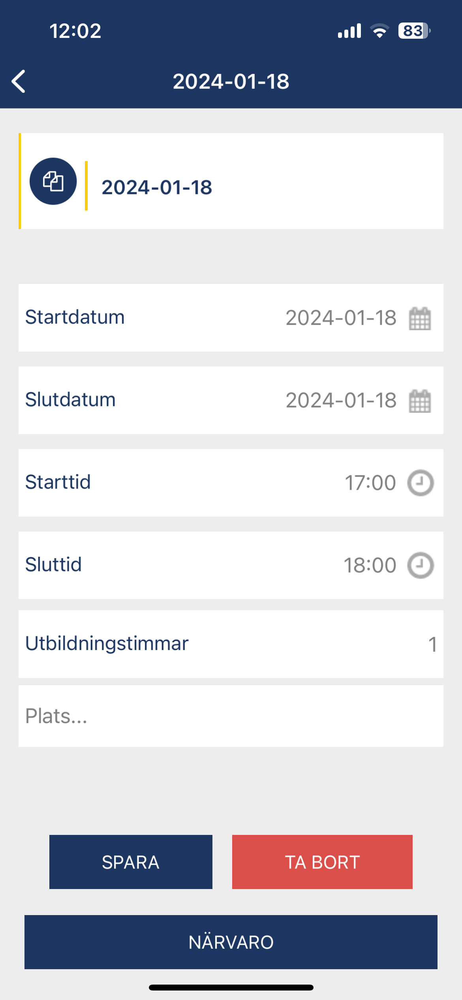 12:02
83
2024-01-18
2024-01-18
Startdatum 2024-01-18
Slutdatum 2024-01-18
Starttid 17:00
Sluttid 18:00
Utbildningstimmar 1
Plats...
SPARA TA BORT
NÄRVARO